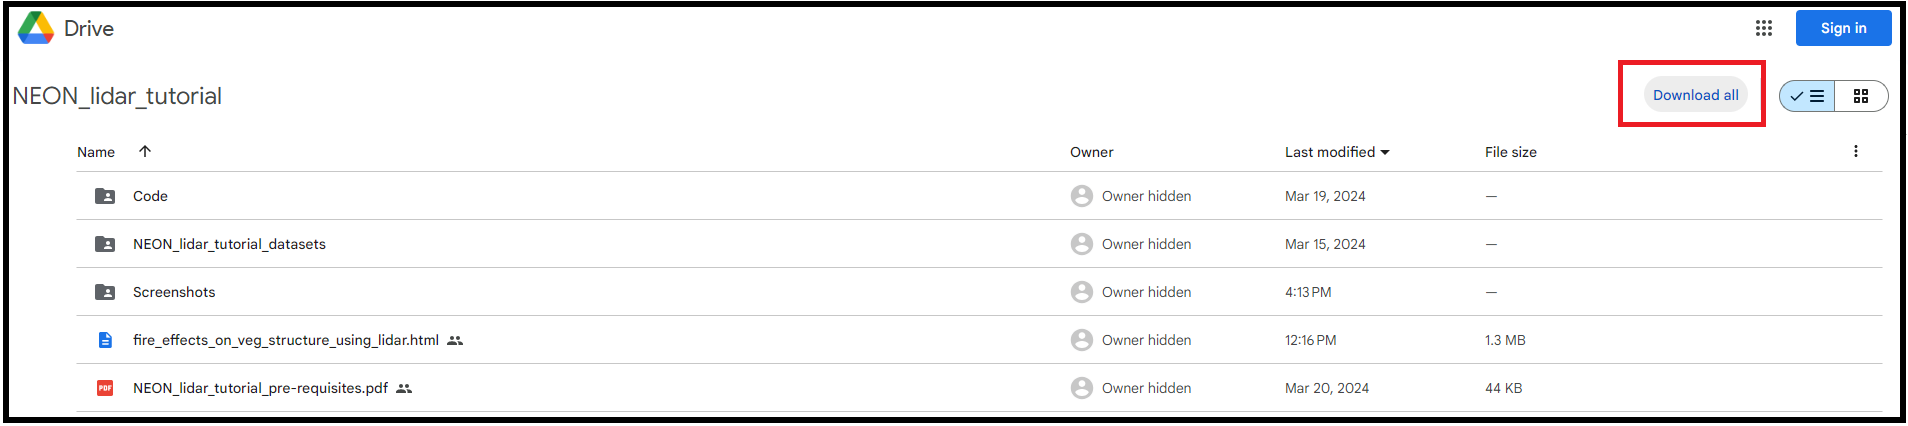 Drive
Sign in
NEON_lidar_tutorial
Download all
Name Owner Last modified File size
Code Owner hidden Mar 19, 2024 —
NEON_lidar_tutorial_datasets Owner hidden Mar 15, 2024 —
Screenshots Owner hidden 4:13 PM —
fire_effects_on_veg_structure_using_lidar.html Owner hidden 12:16 PM 1.3 MB
PDF NEON_lidar_tutorial_pre-requisites.pdf Owner hidden Mar 20, 2024 44 KB